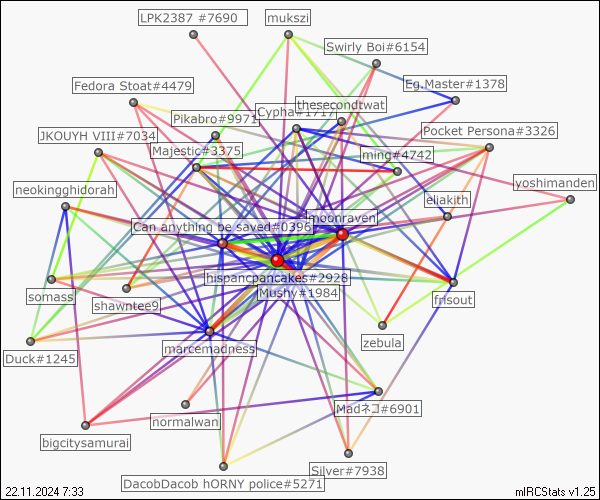 LPK2387 #7690
mukszi
Swirly Boi#6154
Fedora Stoat#4479
Eg.Master#1378
thesecondtwat
Cypha#1717
Pikabro#9971
Pocket Persona#3326
JKOUYH VIII#7034
Majestic#3375
ming#4742
yoshimanden
neokingghidorah
eliakith
moonraven
Can anything be saved#0396
hispancpancakes#2928
somass
shawntee9
Mushy#1984
frlsout
zebula
marcemadness
Duck#1245
Madネコ#6901
normalwan
bigcitysamurai
Silver#7938
DacobDacob hORNY police#5271
22.11.2024 7:33
mIRCStats v1.25